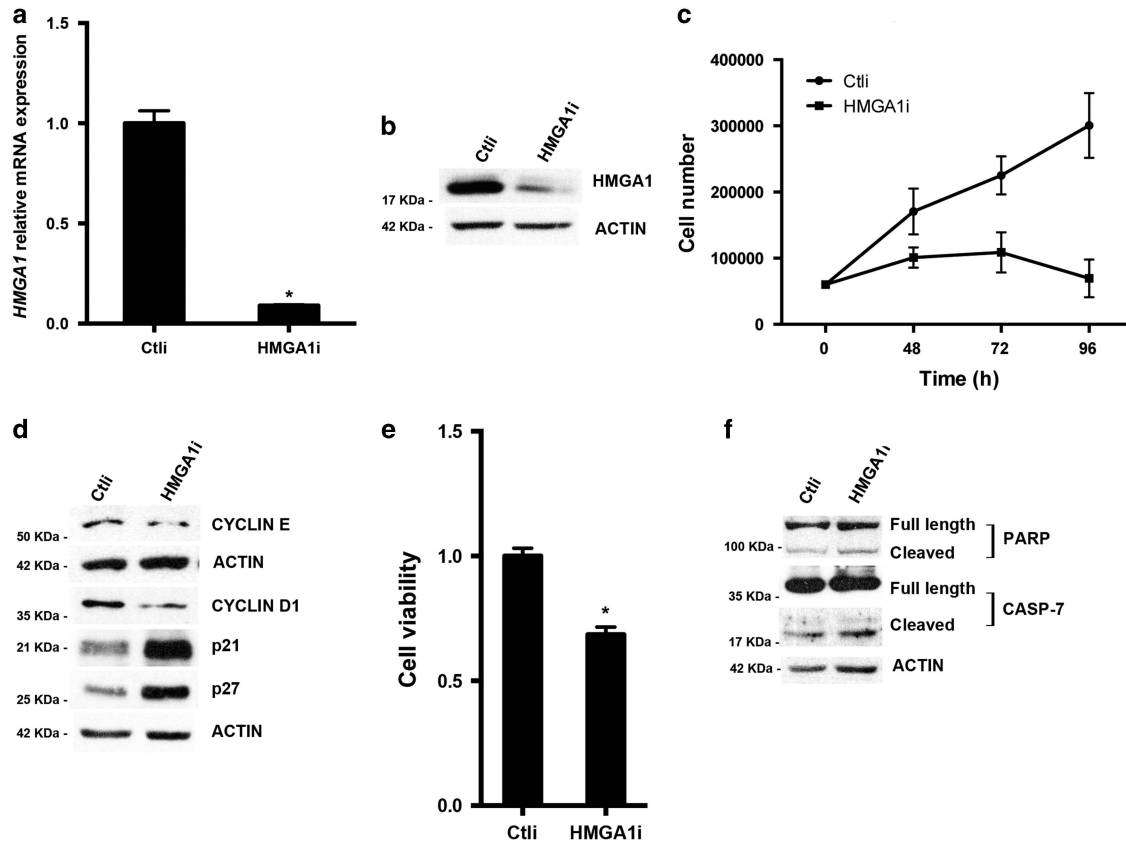 a
HMGA1 relative mRNA expression
1.5
1.0
0.5
0.0
Ctli
HMGA1i
*
b
Ctli
HMGA1i
HMGA1
17 KDa -
42 KDa -
ACTIN
c
Cell number
400000
300000
200000
100000
0
Ctli
HMGA1i
0
48
72
96
Time (h)
d
Ctli
HMGA1i
CYCLIN E
50 KDa -
42 KDa -
ACTIN
CYCLIN D1
35 KDa -
21 KDa -
p21
p27
25 KDa -
42 KDa -
ACTIN
e
Cell viability
1.5
1.0
0.5
0.0
*
Ctli
HMGA1i
f
Ctli
HMGA1i
Full length
PARP
100 KDa -
Cleaved
Full length
35 KDa -
CASP-7
Cleaved
17 KDa -
42 KDa -
ACTIN